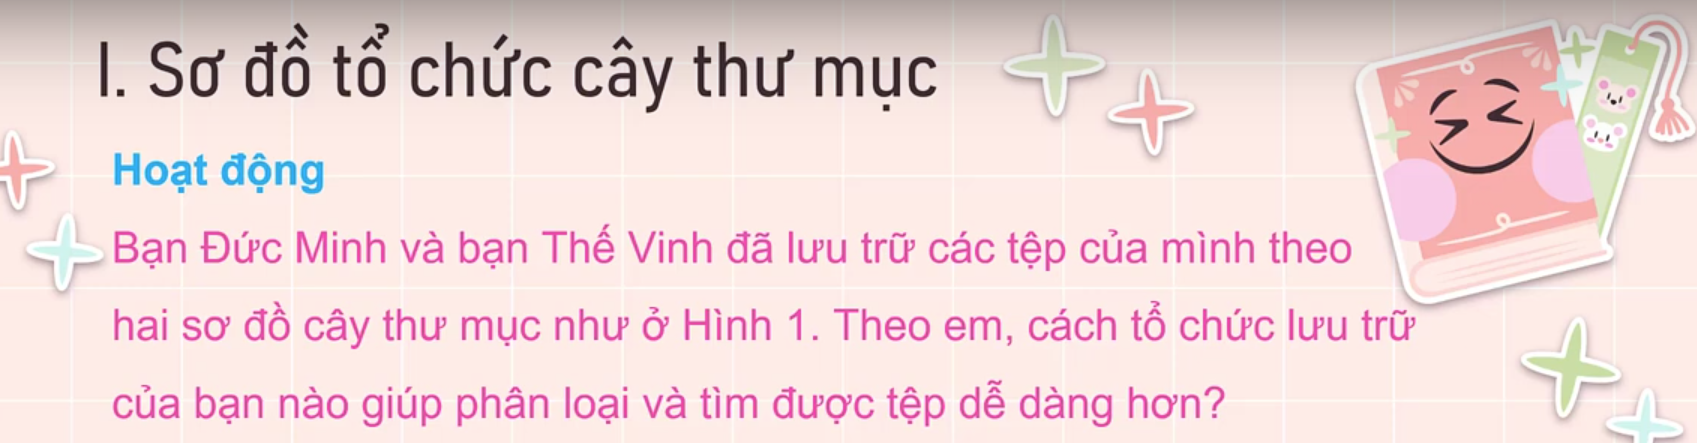 I. Sơ đồ tổ chức cây thư mục
Hoạt động
Bạn Đức Minh và bạn Thế Vinh đã lưu trữ các tệp của mình theo
hai sơ đồ cây thư mục như ở Hình 1. Theo em, cách tổ chức lưu trữ
của bạn nào giúp phân loại và tìm được tệp dễ dàng hơn?